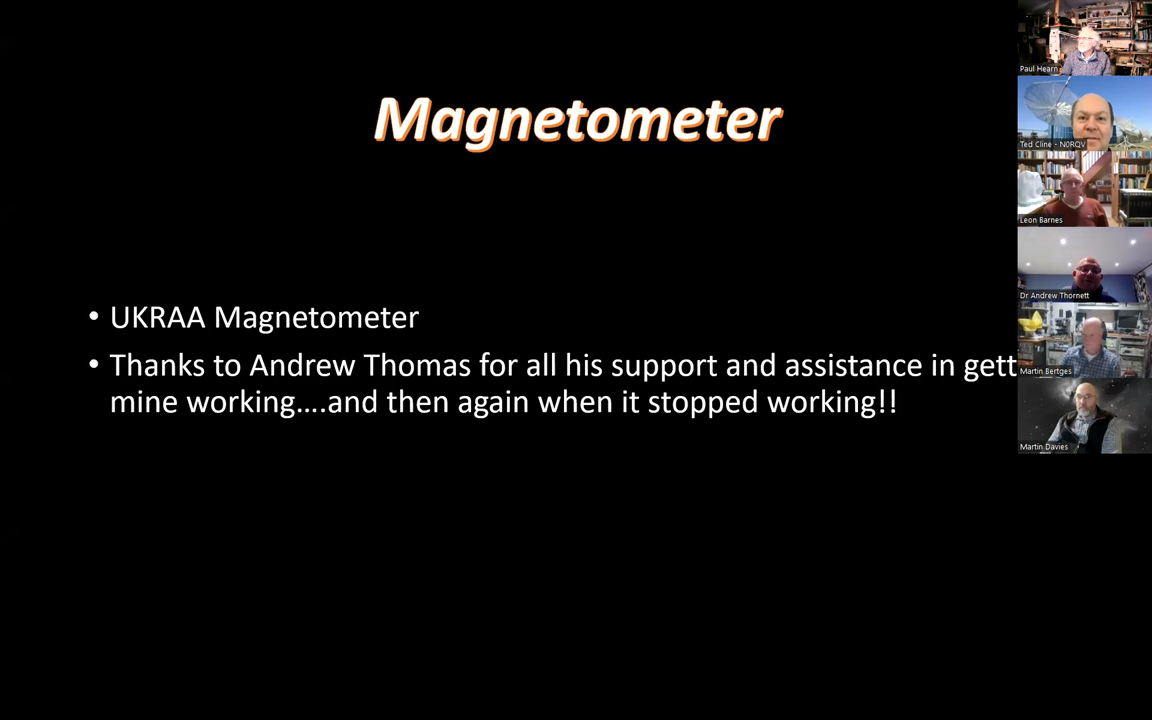 Magnetometer
• UKRAA Magnetometer
• Thanks to Andrew Thomas for all his support and assistance in gett
mine working....and then again when it stopped working!!
Paul Hearn
Ted Cline - N0RQV
Leon Barnes
Dr Andrew Thornett
Martin Bertges
Martin Davies